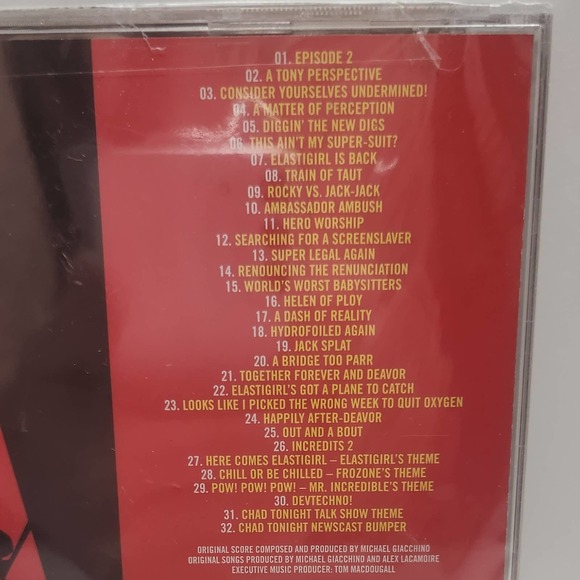 01. EPISODE 2
02. A TONY PERSPECTIVE
03. CONSIDER YOURSELVES UNDERMINED!
04. A MATTER OF PERCEPTION
05. DIGGIN' THE NEW DIGS
06. THIS AIN'T MY SUPER-SUIT?
07. ELASTIGIRL IS BACK
08. TRAIN OF TAUT
09. ROCKY VS. JACK-JACK
10. AMBASSADOR AMBUSH
11. HERO WORSHIP
12. SEARCHING FOR A SCREENSLAVER
13. SUPER LEGAL AGAIN
14. RENOUNCING THE RENUNCIATION
15. WORLD'S WORST BABYSITTERS
16. HELEN OF PLOY
17. A DASH OF REALITY
18. HYDROFOILED AGAIN
19. JACK SPLAT
20. A BRIDGE TOO PARR
21. TOGETHER FOREVER AND DEAVOR
22. ELASTIGIRL'S GOT A PLANE TO CATCH
23. LOOKS LIKE I PICKED THE WRONG WEEK TO QUIT OXYGEN
24. HAPPILY AFTER-DEAVOR
25. OUT AND A BOUT
26. INCREDITS 2
27. HERE COMES ELASTIGIRL – ELASTIGIRL'S THEME
28. CHILL OR BE CHILLED – FROZONE'S THEME
29. POW! POW! POW! – MR. INCREDIBLE'S THEME
30. DEVTECHNO!
31. CHAD TONIGHT TALK SHOW THEME
32. CHAD TONIGHT NEWSCAST BUMPER
ORIGINAL SCORE COMPOSED AND PRODUCED BY MICHAEL GIACCHINO
ORIGINAL SONGS PRODUCED BY MICHAEL GIACCHINO AND ALEX LACAMOIRE
EXECUTIVE MUSIC PRODUCER: TOM MACDOUGALL